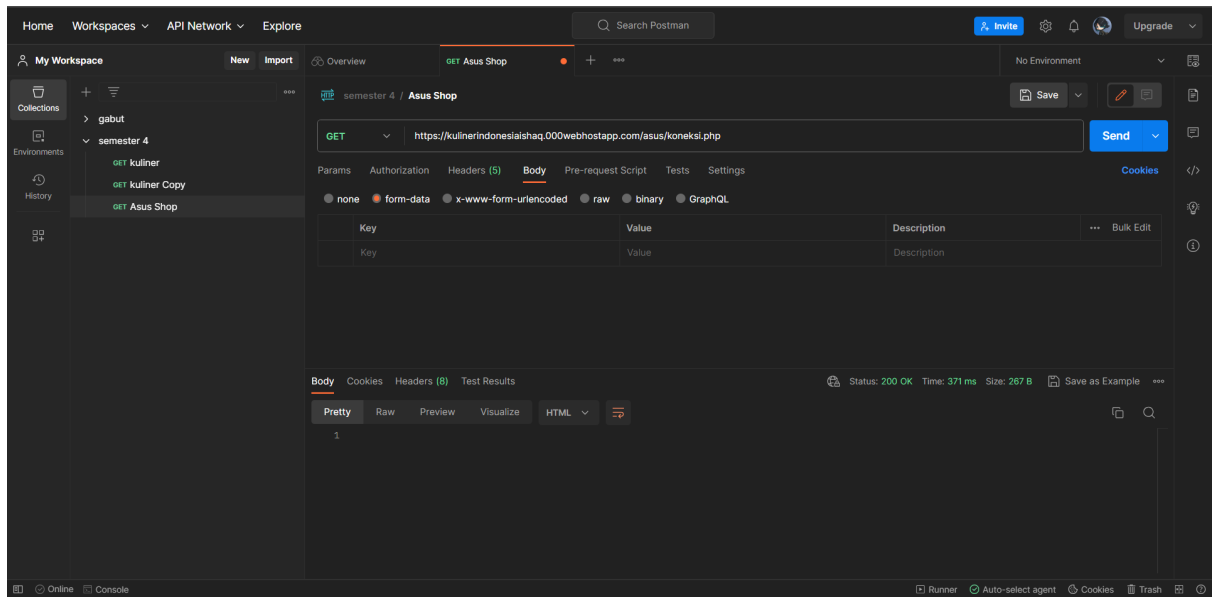 Home Workspaces API Network Explore Search Postman Invite Upgrade
My Workspace New Import Overview GET Asus Shop No Environment
Collections
Environments
History
gabut
semester 4
GET kuliner
GET kuliner Copy
GET Asus Shop
HTTP semester 4 / Asus Shop Save
GET https://kulinerindonesiaishaq.000webhostapp.com/asus/koneksi.php Send
Params Authorization Headers (5) Body Pre-request Script Tests Settings Cookies
none form-data x-www-form-urlencoded raw binary GraphQL
Key Value Description Bulk Edit
Key Value Description
Body Cookies Headers (8) Test Results Status: 200 OK Time: 371 ms Size: 267 B Save as Example
Pretty Raw Preview Visualize HTML
1
Online Console Runner Auto-select agent Cookies Trash